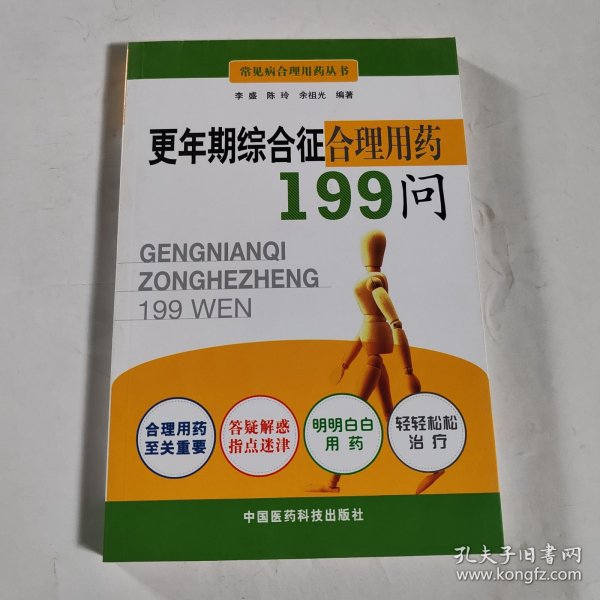 常见病合理用药丛书
李盛 陈玲 余祖光 编著
更年期综合征合理用药
199问
GENGNIANQI
ZONGHEZHENG
199 WEN
合理用药
至关重要
答疑解惑
指点迷津
明明白白
用药
轻轻松松
治疗
中国医药科技出版社
孔夫子旧书网
www.kongfz.com